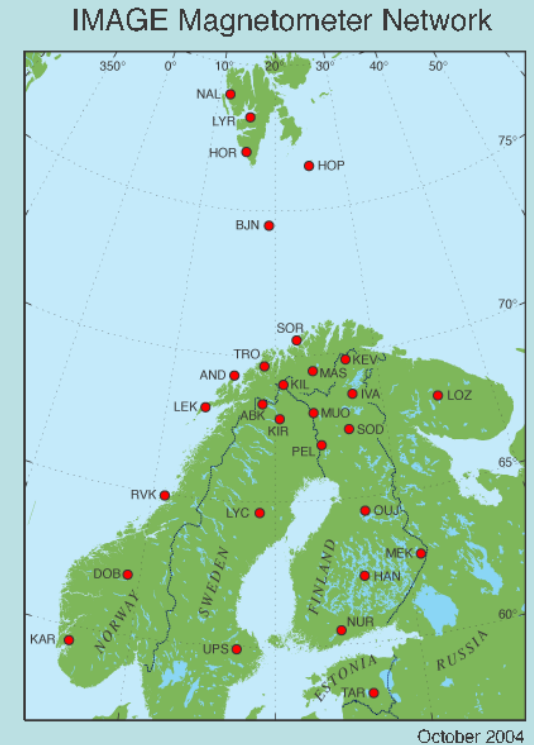 IMAGE Magnetometer Network
350° 0° 10° 20° 30° 40° 50°
NAL
LYR
75°
HOR
HOP
BJN
70°
SOR
TRO
KEV
AND
MAS
KIL
IVA
LOZ
LEK
ABK
MUO
KIR
SOD
PEL
65°
RVK
LYC
OUJ
MEK
DOB
SWEDEN
FINLAND
HAN
NORWAY
60°
NUR
KAR
UPS
ESTONIA
RUSSIA
TAR
October 2004